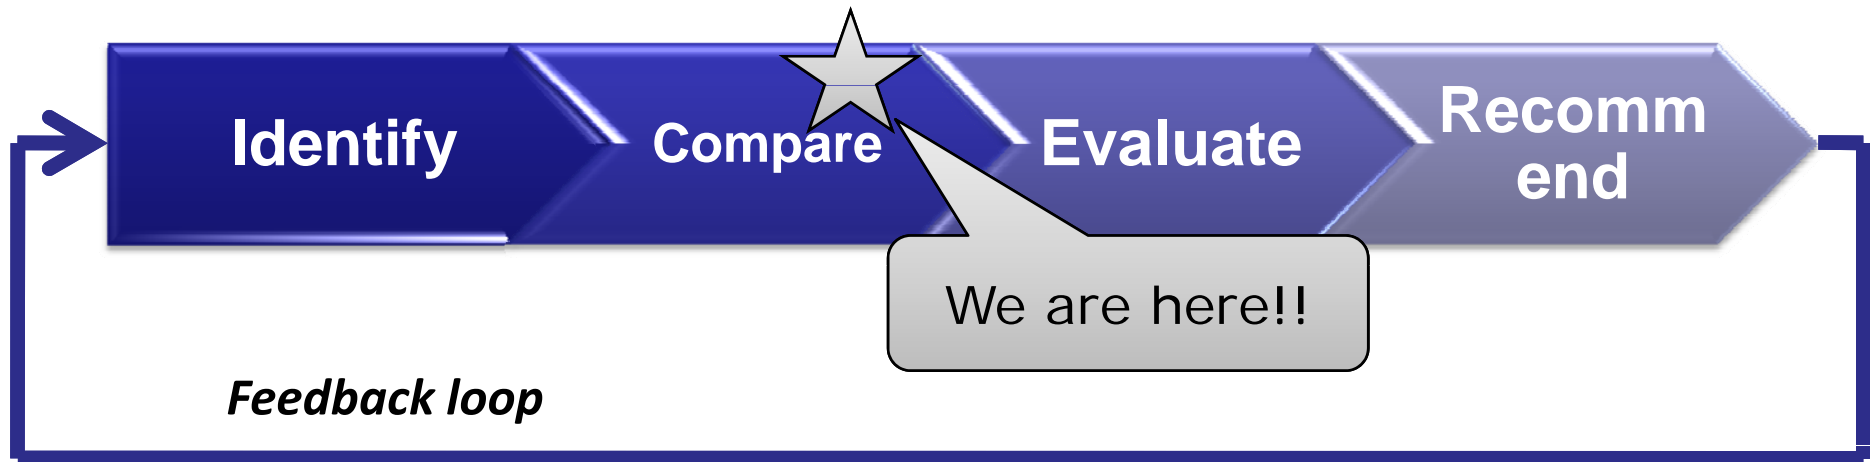 Identify
Compare
Evaluate
Recomm
end
We are here!!
Feedback loop